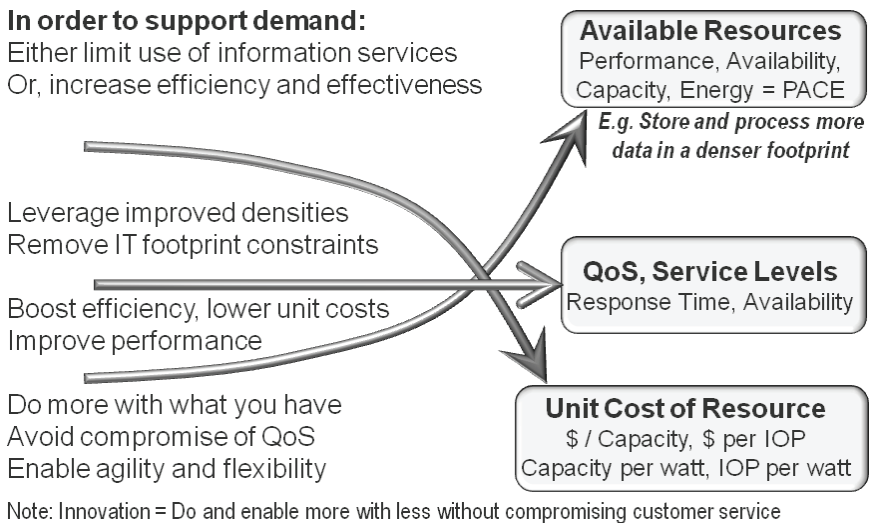 In order to support demand:
Either limit use of information services
Or, increase efficiency and effectiveness
Available Resources
Performance, Availability,
Capacity, Energy = PACE
E.g. Store and process more
data in a denser footprint
Leverage improved densities
Remove IT footprint constraints
QoS, Service Levels
Response Time, Availability
Boost efficiency, lower unit costs
Improve performance
Do more with what you have
Avoid compromise of QoS
Enable agility and flexibility
Unit Cost of Resource
$ / Capacity, $ per IOP
Capacity per watt, IOP per watt
Note: Innovation = Do and enable more with less without compromising customer service